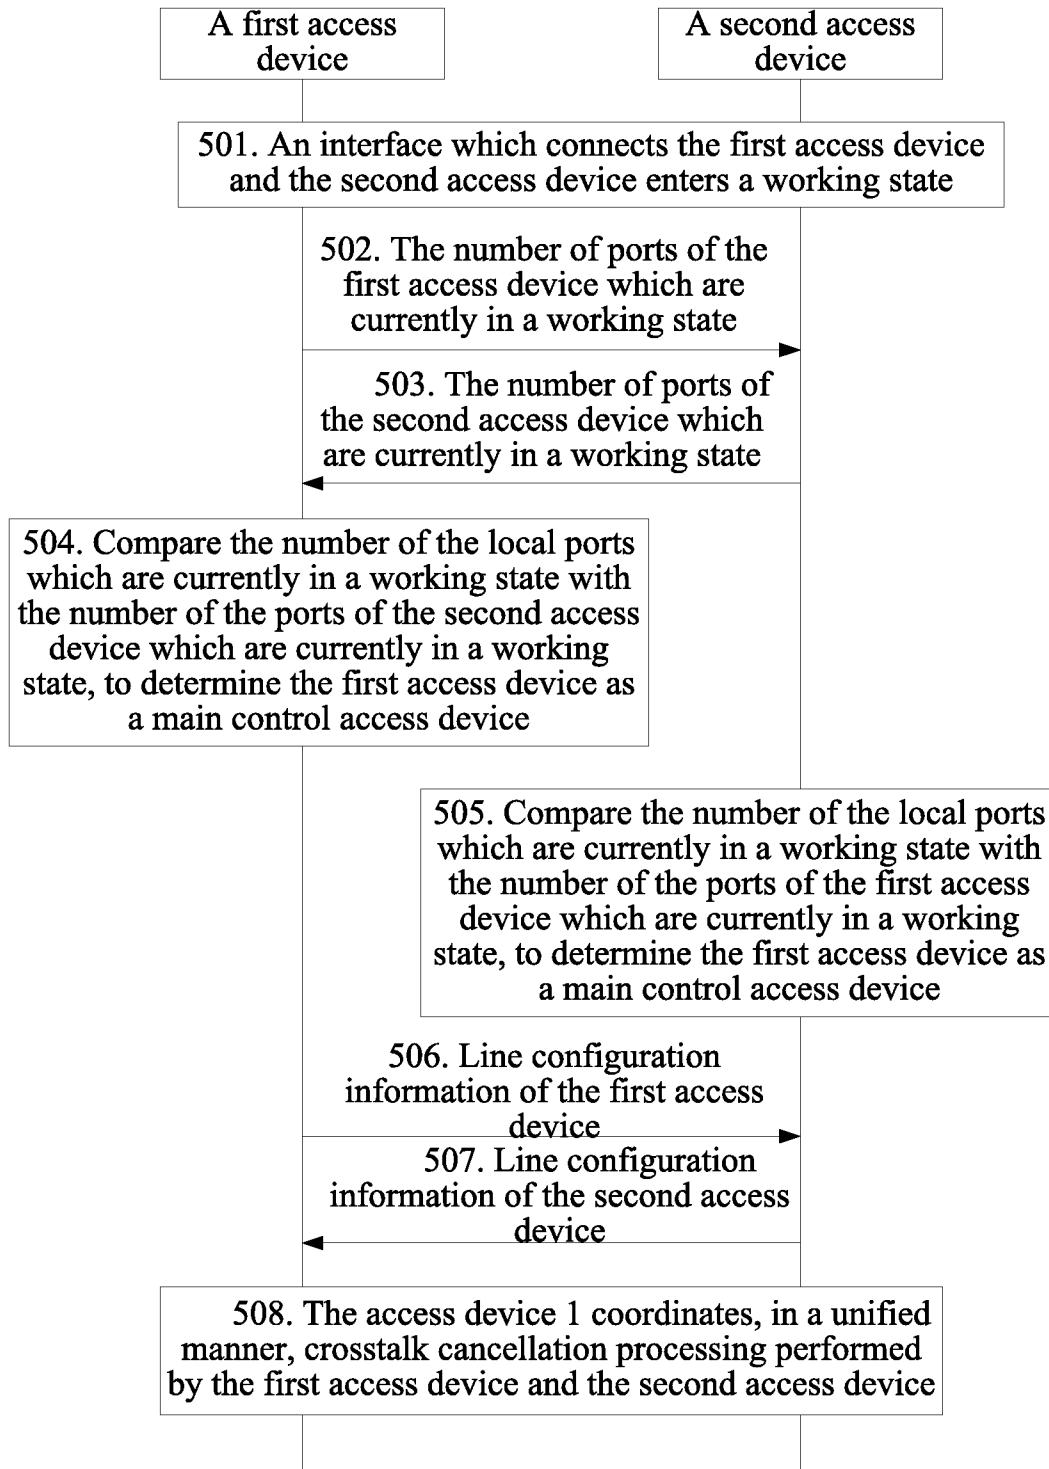 A first access
device
A second access
device
501. An interface which connects the first access device
and the second access device enters a working state
502. The number of ports of the
first access device which are
currently in a working state
503. The number of ports of
the second access device which
are currently in a working state
504. Compare the number of the local ports
which are currently in a working state with
the number of the ports of the second access
device which are currently in a working
state, to determine the first access device as
a main control access device
505. Compare the number of the local ports
which are currently in a working state with
the number of the ports of the first access
device which are currently in a working
state, to determine the first access device as
a main control access device
506. Line configuration
information of the first access
device
507. Line configuration
information of the second access
device
508. The access device 1 coordinates, in a unified
manner, crosstalk cancellation processing performed
by the first access device and the second access device